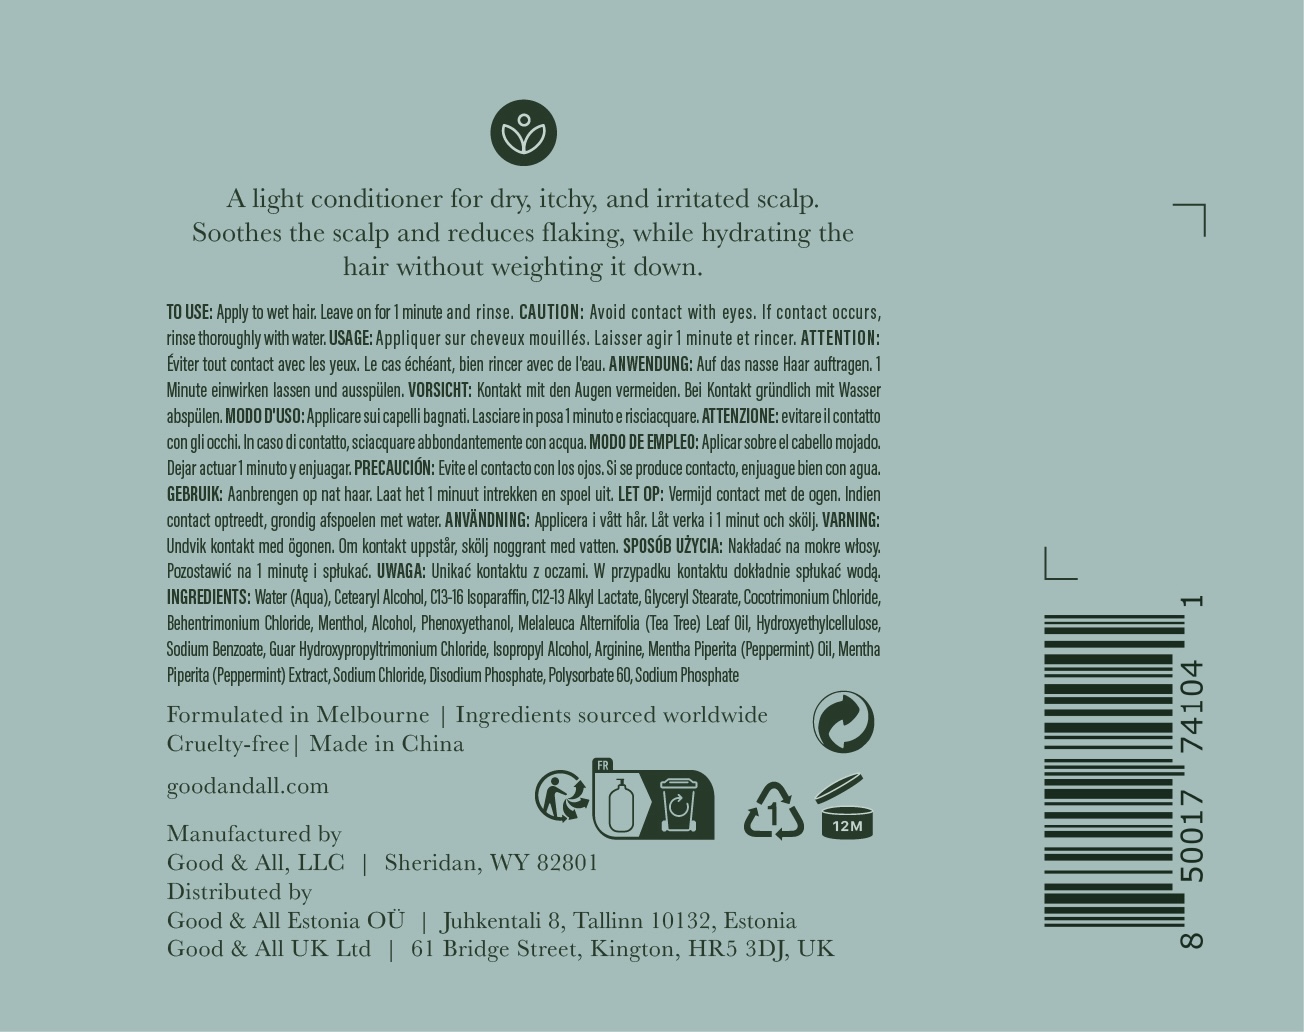 A light conditioner for dry, itchy, and irritated scalp.
Soothes the scalp and reduces flaking, while hydrating the
hair without weighting it down.
TO USE: Apply to wet hair. Leave on for 1 minute and rinse. CAUTION: Avoid contact with eyes. If contact occurs,
rinse thoroughly with water. USAGE: Appliquer sur cheveux mouillés. Laisser agir 1 minute et rincer. ATTENTION:
Éviter tout contact avec les yeux. Le cas échéant, bien rincer avec de l'eau. ANWENDUNG: Auf das nasse Haar auftragen. 1
Minute einwirken lassen und ausspülen. VORSICHT: Kontakt mit den Augen vermeiden. Bei Kontakt gründlich mit Wasser
abspülen. MODO D'USO: Applicare sui capelli bagnati. Lasciare in posa 1 minuto e risciacquare. ATTENZIONE: evitare il contatto
con gli occhi. In caso di contatto, sciacquare abbondantemente con acqua. MODO DE EMPLEO: Aplicar sobre el cabello mojado.
Dejar actuar 1 minuto y enjuagar. PRECAUCIÓN: Evite el contacto con los ojos. Si se produce contacto, enjuague bien con agua.
GEBRUIK: Aanbrengen op nat haar. Laat het 1 minuut intrekken en spoel uit. LET OP: Vermijd contact met de ogen. Indien
contact optreedt, grondig afspoelen met water. ANVÄNDNING: Applicera i vått hår. Låt verka i 1 minut och skölj. VARNING:
Undvik kontakt med ögonen. Om kontakt uppstår, skölj noggrant med vatten. SPOSÓB UŻYCIA: Nakładać na mokre włosy.
Pozostawić na 1 minutę i spłukać. UWAGA: Unikać kontaktu z oczami. W przypadku kontaktu dokładnie spłukać wodą.
INGREDIENTS: Water (Aqua), Cetearyl Alcohol, C13-16 Isoparaffin, C12-13 Alkyl Lactate, Glyceryl Stearate, Cocotrimonium Chloride,
Behentrimonium Chloride, Menthol, Alcohol, Phenoxyethanol, Melaleuca Alternifolia (Tea Tree) Leaf Oil, Hydroxyethylcellulose,
Sodium Benzoate, Guar Hydroxypropyltrimonium Chloride, Isopropyl Alcohol, Arginine, Mentha Piperita (Peppermint) Oil, Mentha
Piperita (Peppermint) Extract, Sodium Chloride, Disodium Phosphate, Polysorbate 60, Sodium Phosphate
Formulated in Melbourne | Ingredients sourced worldwide
Cruelty-free| Made in China
FR
goodandall.com
1
12M
Manufactured by
Good & All, LLC | Sheridan, WY 82801
Distributed by
Good & All Estonia OÜ | Juhkentali 8, Tallinn 10132, Estonia
Good & All UK Ltd | 61 Bridge Street, Kington, HR5 3DJ, UK
8 50017 74104 1